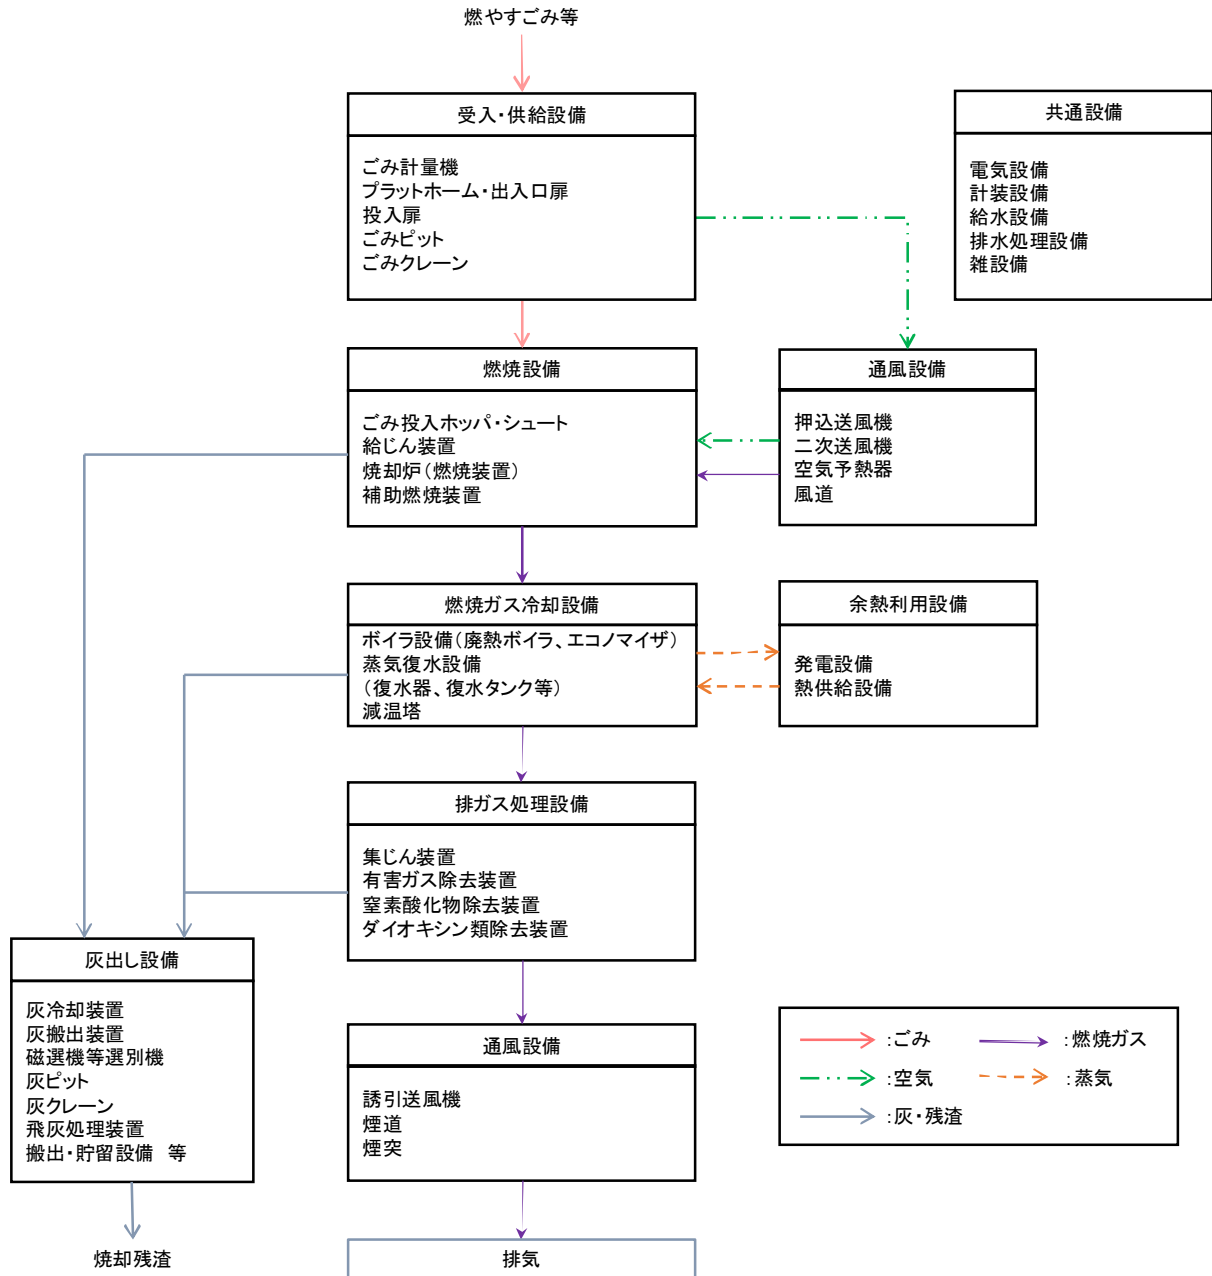 燃やすごみ等
受入・供給設備
ごみ計量機
プラットホーム・出入口扉
投入扉
ごみピット
ごみクレーン
共通設備
電気設備
計装設備
給水設備
排水処理設備
雑設備
燃焼設備
ごみ投入ホッパ・シュート
給じん装置
焼却炉（燃焼装置）
補助燃焼装置
通風設備
押込送風機
二次送風機
空気予熱器
風道
燃焼ガス冷却設備
ボイラ設備（廃熱ボイラ、エコノマイザ）
蒸気復水設備
（復水器、復水タンク等）
減温塔
余熱利用設備
発電設備
熱供給設備
排ガス処理設備
集じん装置
有害ガス除去装置
窒素酸化物除去装置
ダイオキシン類除去装置
灰出し設備
灰冷却装置
灰搬出装置
磁選機等選別機
灰ピット
灰クレーン
飛灰処理装置
搬出・貯留設備　等
通風設備
誘引送風機
煙道
煙突
：ごみ
：燃焼ガス
：空気
：蒸気
：灰・残渣
焼却残渣
排気